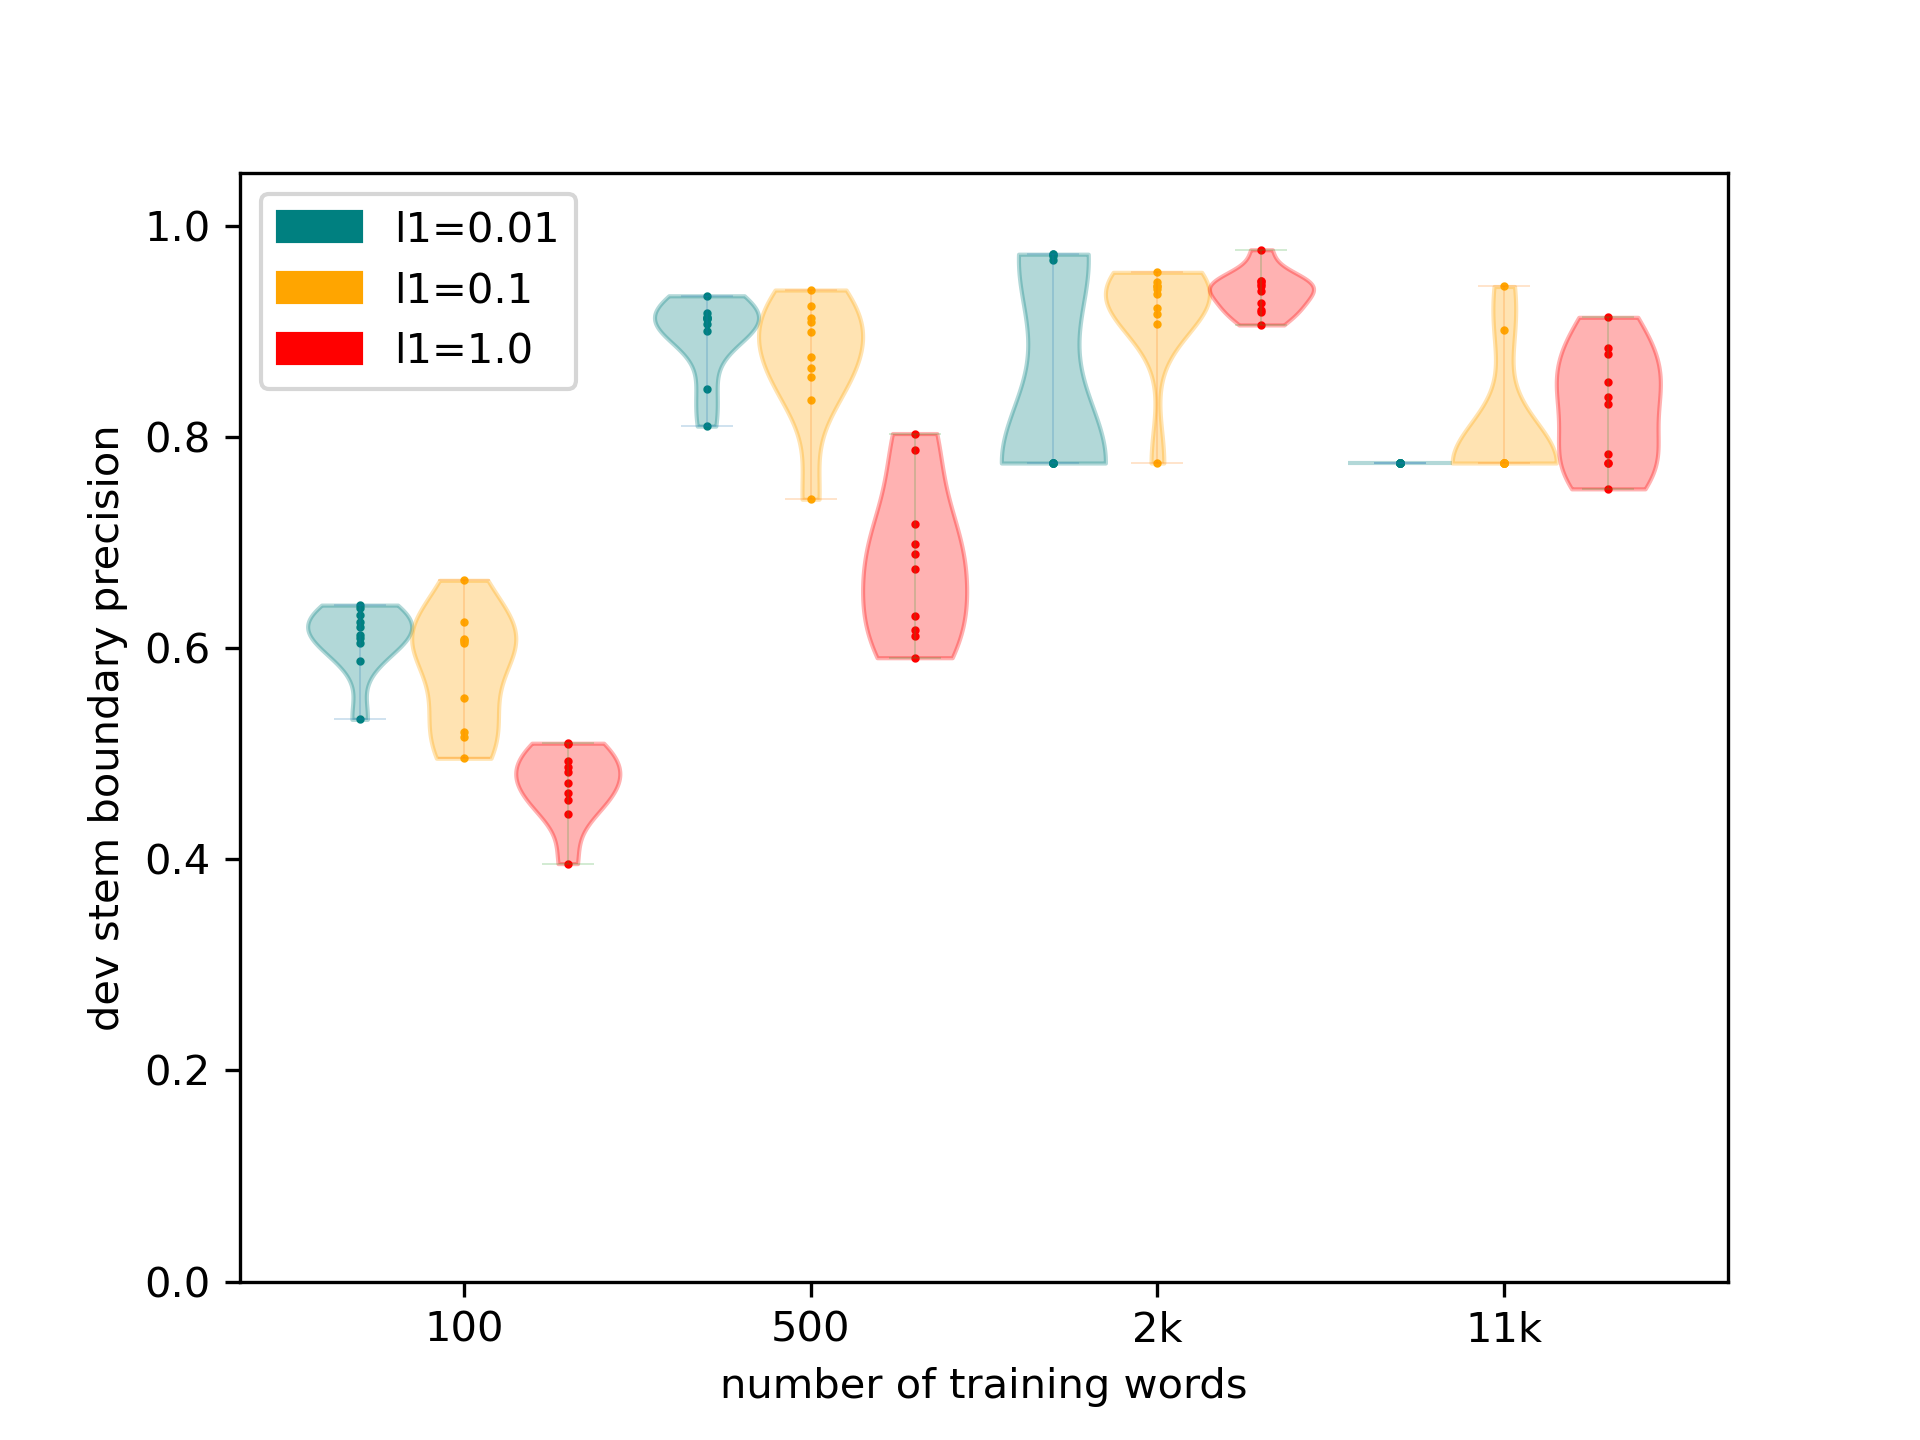 l1=0.01
l1=0.1
l1=1.0
1.0
0.8
0.6
0.4
0.2
0.0
dev stem boundary precision
100 500 2k 11k
number of training words